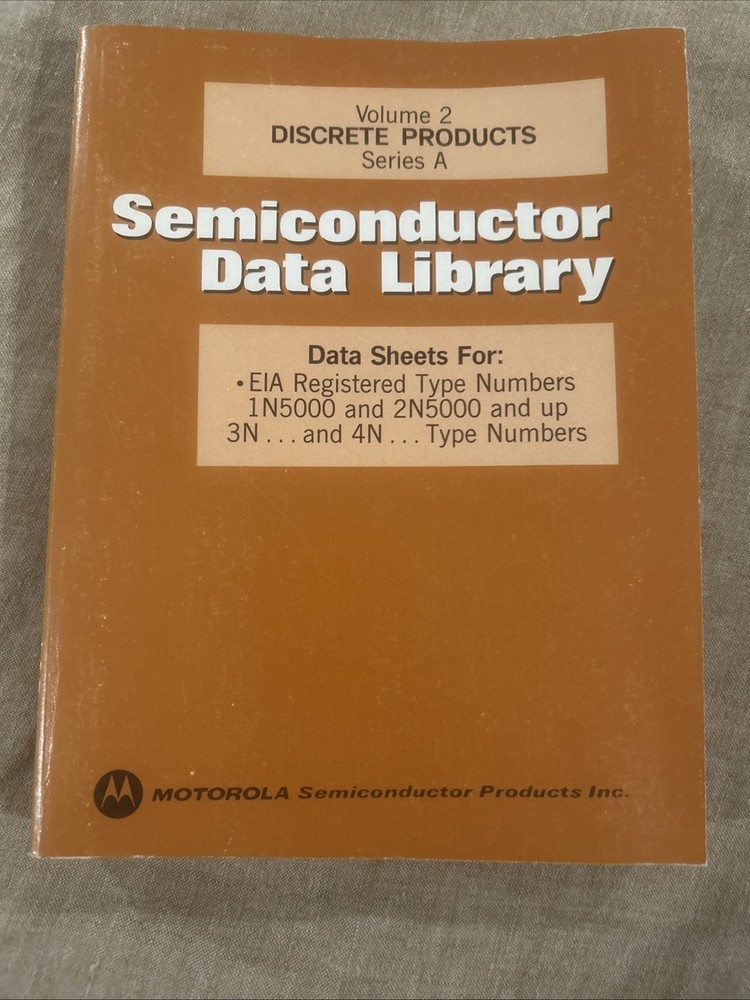 Volume 2
DISCRETE PRODUCTS
Series A
Semiconductor
Data Library
Data Sheets For:
• EIA Registered Type Numbers
1N5000 and 2N5000 and up
3N . . . and 4N . . . Type Numbers
MOTOROLA Semiconductor Products Inc.